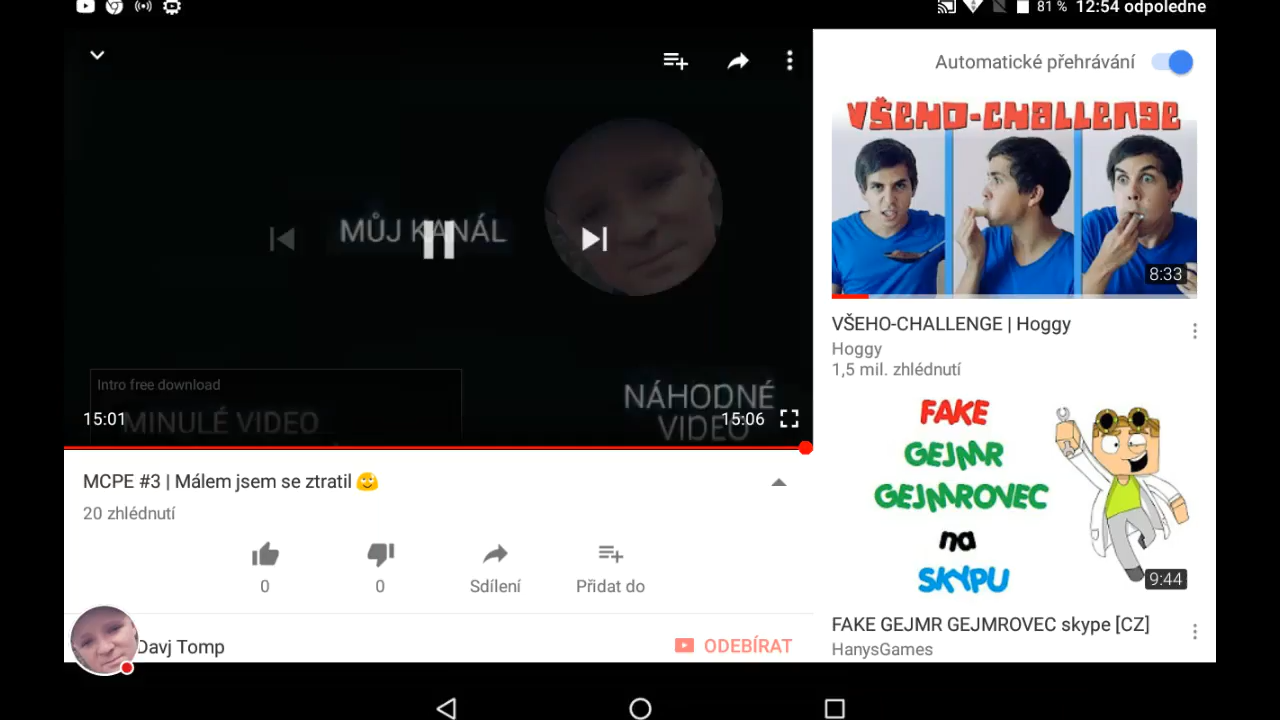 81 % 12:54 odpoledne
Automatické přehrávání
VŠEHO-CHALLENGE
MŮJ KANÁL
8:33
VŠEHO-CHALLENGE | Hoggy
Hoggy
1,5 mil. zhlédnutí
Intro free download
MINULÉ VIDEO
NÁHODNÉ
VIDEO
15:01
15:06
MCPE #3 | Málem jsem se ztratil
20 zhlédnutí
0
0
Sdílení
Přidat do
Davj Tomp
ODEBÍRAT
FAKE
GEJMR
GEJMROVEC
na
SKYPU
9:44
FAKE GEJMR GEJMROVEC skype [CZ]
HanysGames